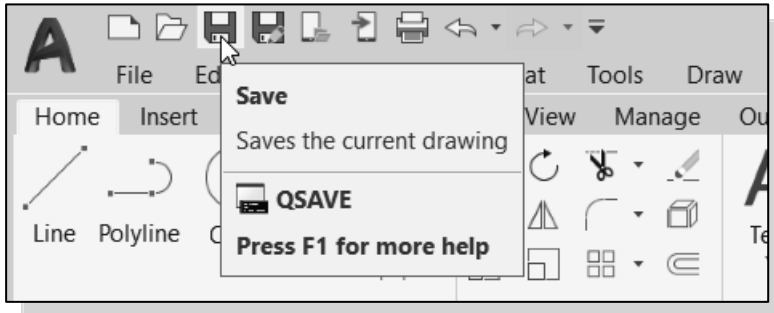 File Ed at Tools Draw
Home Insert View Manage Ou
Save
Saves the current drawing
QSAVE
Press F1 for more help
Line Polyline C Te